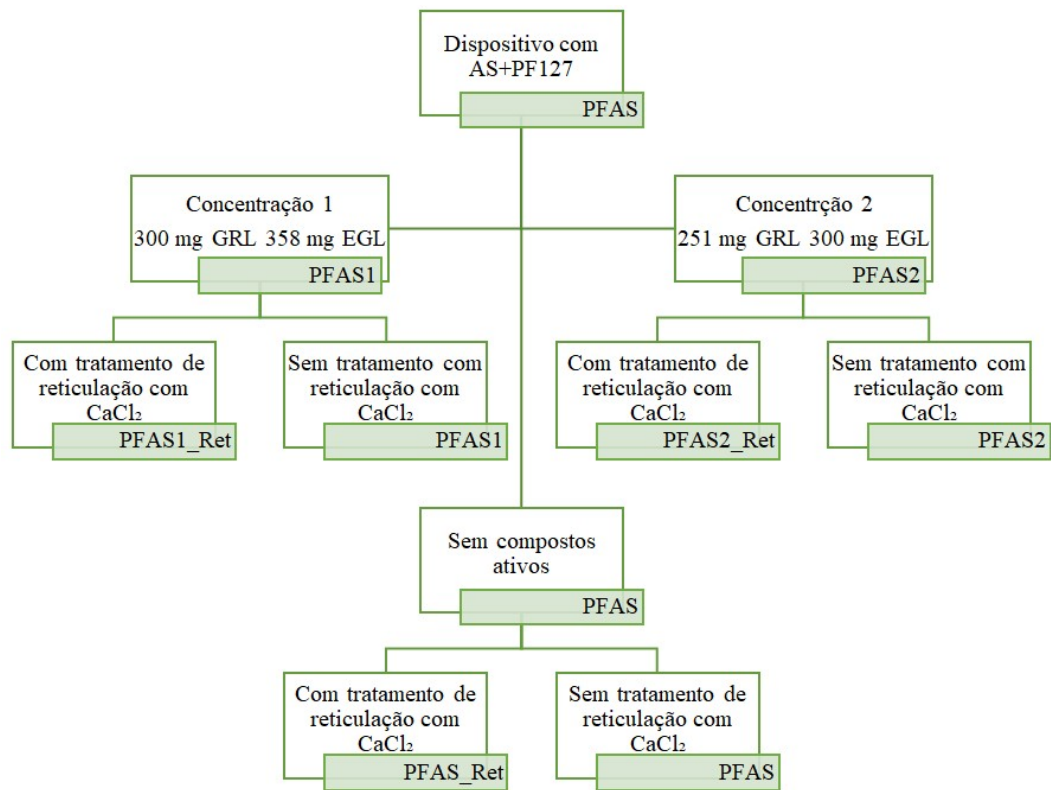 Dispositivo com
AS+PF127
PFAS
Concentração 1
300 mg GRL 358 mg EGL
PFAS1
Concentrção 2
251 mg GRL 300 mg EGL
PFAS2
Com tratamento de
reticulação com
CaCl₂
PFAS1_Ret
Sem tratamento com
reticulação com
CaCl₂
PFAS1
Com tratamento de
reticulação com
CaCl₂
PFAS2_Ret
Sem tratamento com
reticulação com
CaCl₂
PFAS2
Sem compostos
ativos
PFAS
Com tratamento de
reticulação com
CaCl₂
PFAS_Ret
Sem tratamento de
reticulação com
CaCl₂
PFAS